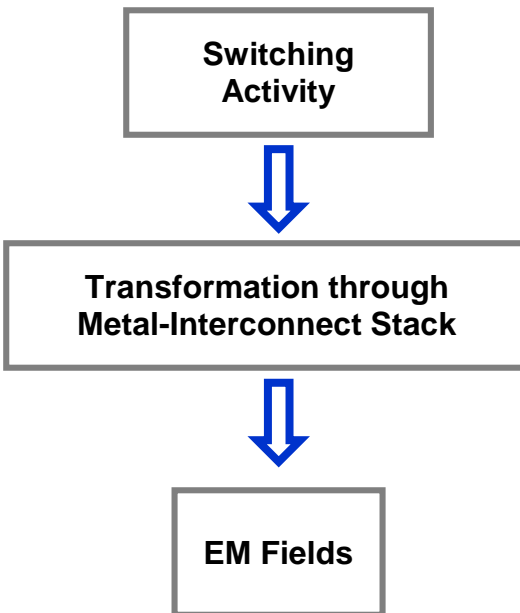 Switching
Activity
Transformation through
Metal-Interconnect Stack
EM Fields